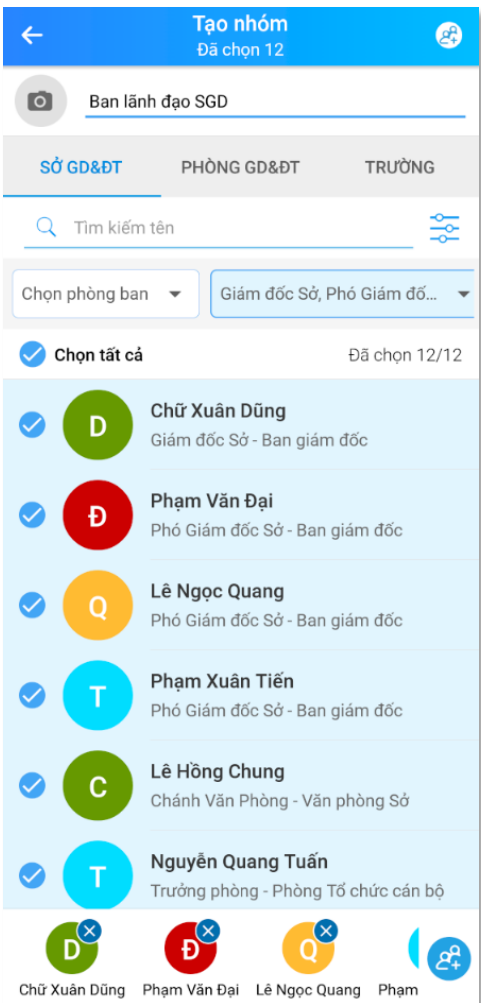 Tạo nhóm
Đã chọn 12
Ban lãnh đạo SGD
SỞ GD&ĐT PHÒNG GD&ĐT TRƯỜNG
Tìm kiếm tên
Chọn phòng ban Giám đốc Sở, Phó Giám đố...
Chọn tất cả Đã chọn 12/12
D
Chữ Xuân Dũng
Giám đốc Sở - Ban giám đốc
Đ
Phạm Văn Đại
Phó Giám đốc Sở - Ban giám đốc
Q
Lê Ngọc Quang
Phó Giám đốc Sở - Ban giám đốc
T
Phạm Xuân Tiến
Phó Giám đốc Sở - Ban giám đốc
C
Lê Hồng Chung
Chánh Văn Phòng - Văn phòng Sở
T
Nguyễn Quang Tuấn
Trưởng phòng - Phòng Tổ chức cán bộ
D Đ Q
Chữ Xuân Dũng Phạm Văn Đại Lê Ngọc Quang Phạm